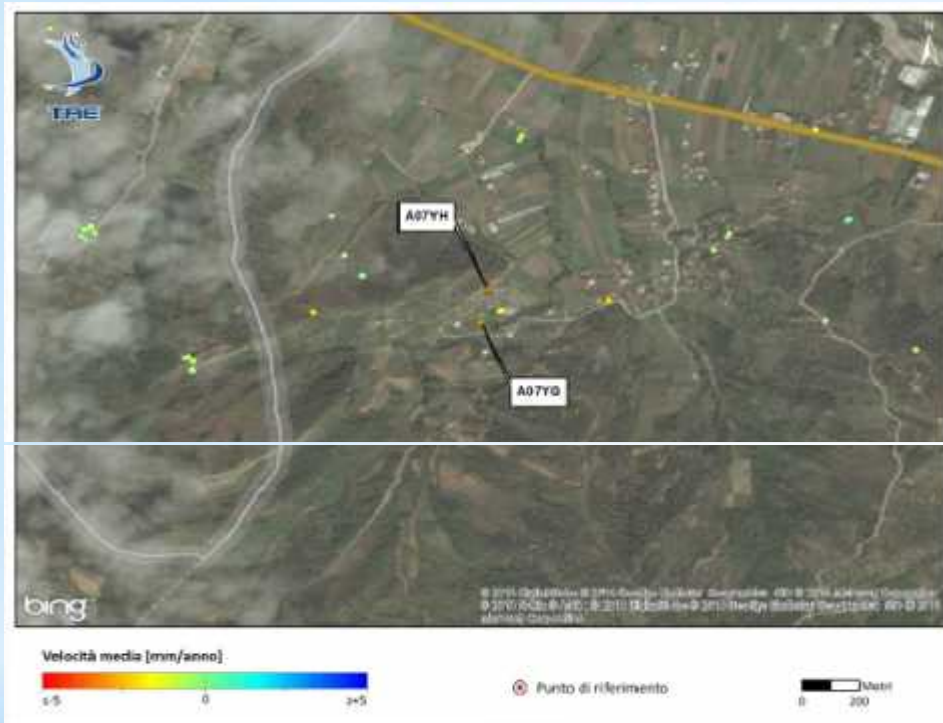 TRE
N
A07YH
A07YG
bing
Velocità media [mm/anno]
≤-5
0
≥+5
Punto di riferimento
Metri
0
200